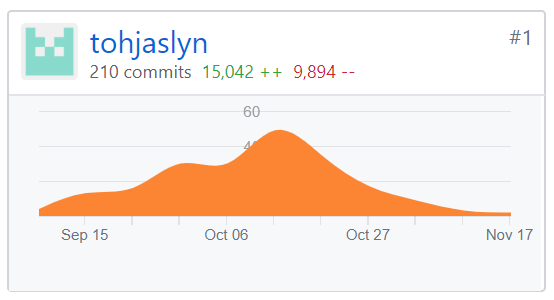 tohjaslyn
#1
210 commits 15,042 ++ 9,894 --
60
Sep 15 Oct 06 Oct 27 Nov 17